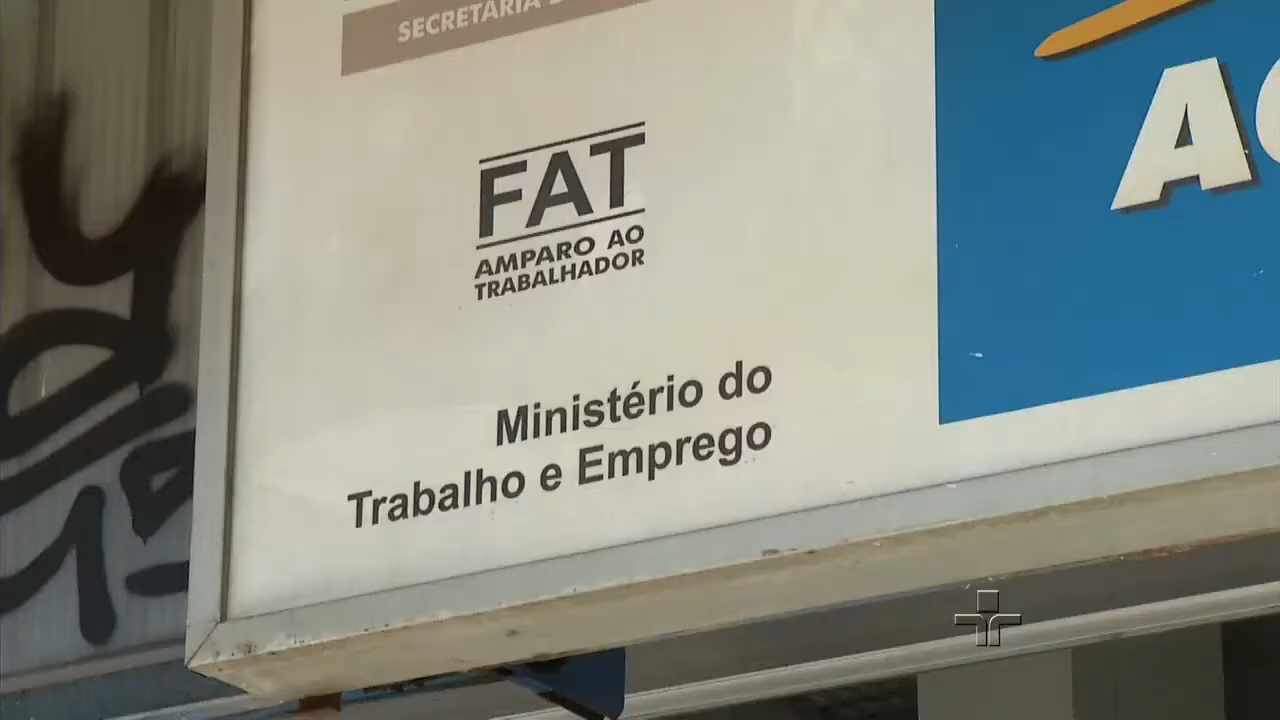 SECRETARIA
FAT
AMPARO AO
TRABALHADOR
Ministério do
Trabalho e Emprego